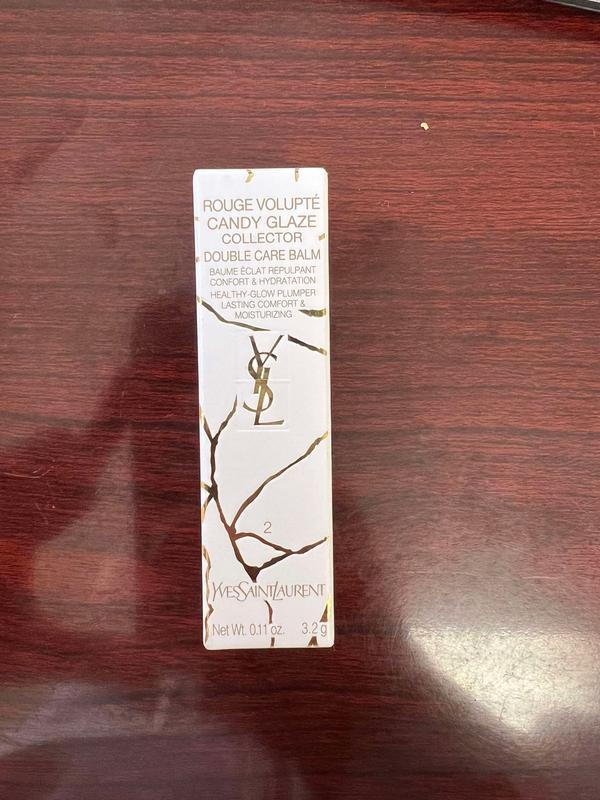 ROUGE VOLUPTÉ
CANDY GLAZE
COLLECTOR
DOUBLE CARE BALM
BAUME ÉCLAT REPULPANT
CONFORT & HYDRATATION
HEALTHY-GLOW PLUMPER
LASTING COMFORT &
MOISTURIZING
YSL
2
YVESSAINTLAURENT
Net Wt. 0.11 oz. 3.2 g